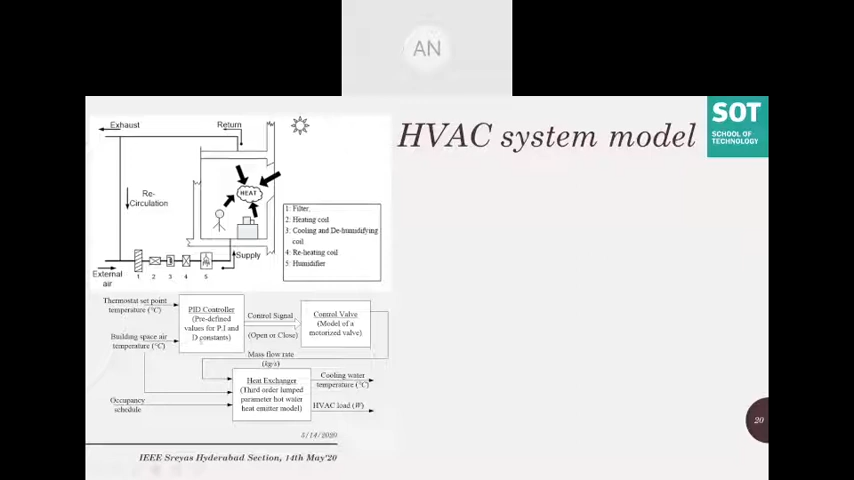 AN
SOT
SCHOOL OF
TECHNOLOGY
HVAC system model
Exhaust
Return
HEAT
Re-
Circulation
1: Filter,
2: Heating coil
3: Cooling and De-humidifying
coil
4: Re-heating coil
5: Humidifier
Supply
External
air
1 2 3 4 5
Thermostat set point
temperature (°C)
PID Controller
(Pre-defined
values for P,I and
D constants)
Control Signal
(Open or Close)
Control Valve
(Model of a
motorized valve)
Building space air
temperature (°C)
Mass flow rate
(kg/s)
Heat Exchanger
(Third order lumped
parameter hot water
heat emitter model)
Cooling water
temperature (°C)
HVAC load (W)
Occupancy
schedule
5/14/2020
20
IEEE Sreyas Hyderabad Section, 14th May'20